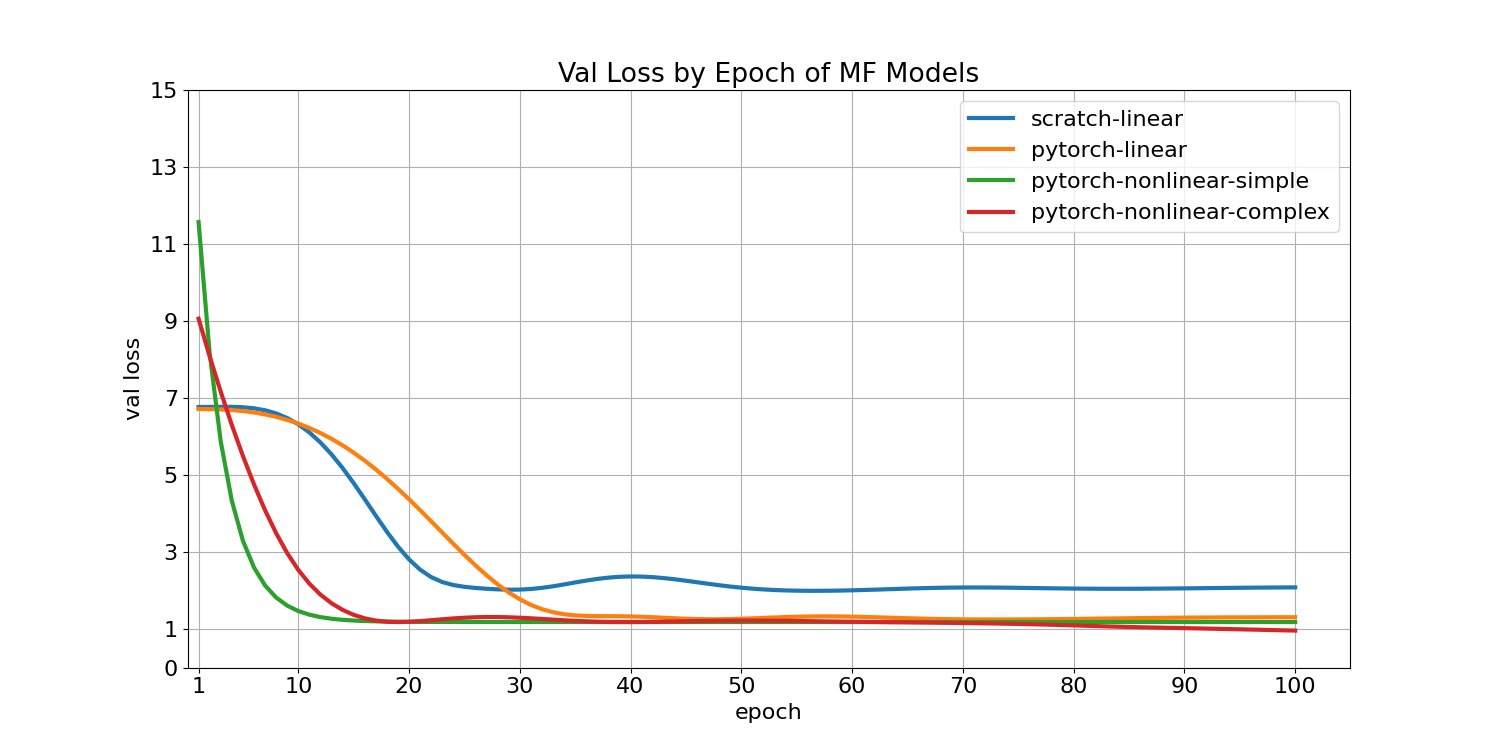 Val Loss by Epoch of MF Models
15
13
11
9
7
5
3
1
0
val loss
scratch-linear
pytorch-linear
pytorch-nonlinear-simple
pytorch-nonlinear-complex
1 10 20 30 40 50 60 70 80 90 100
epoch